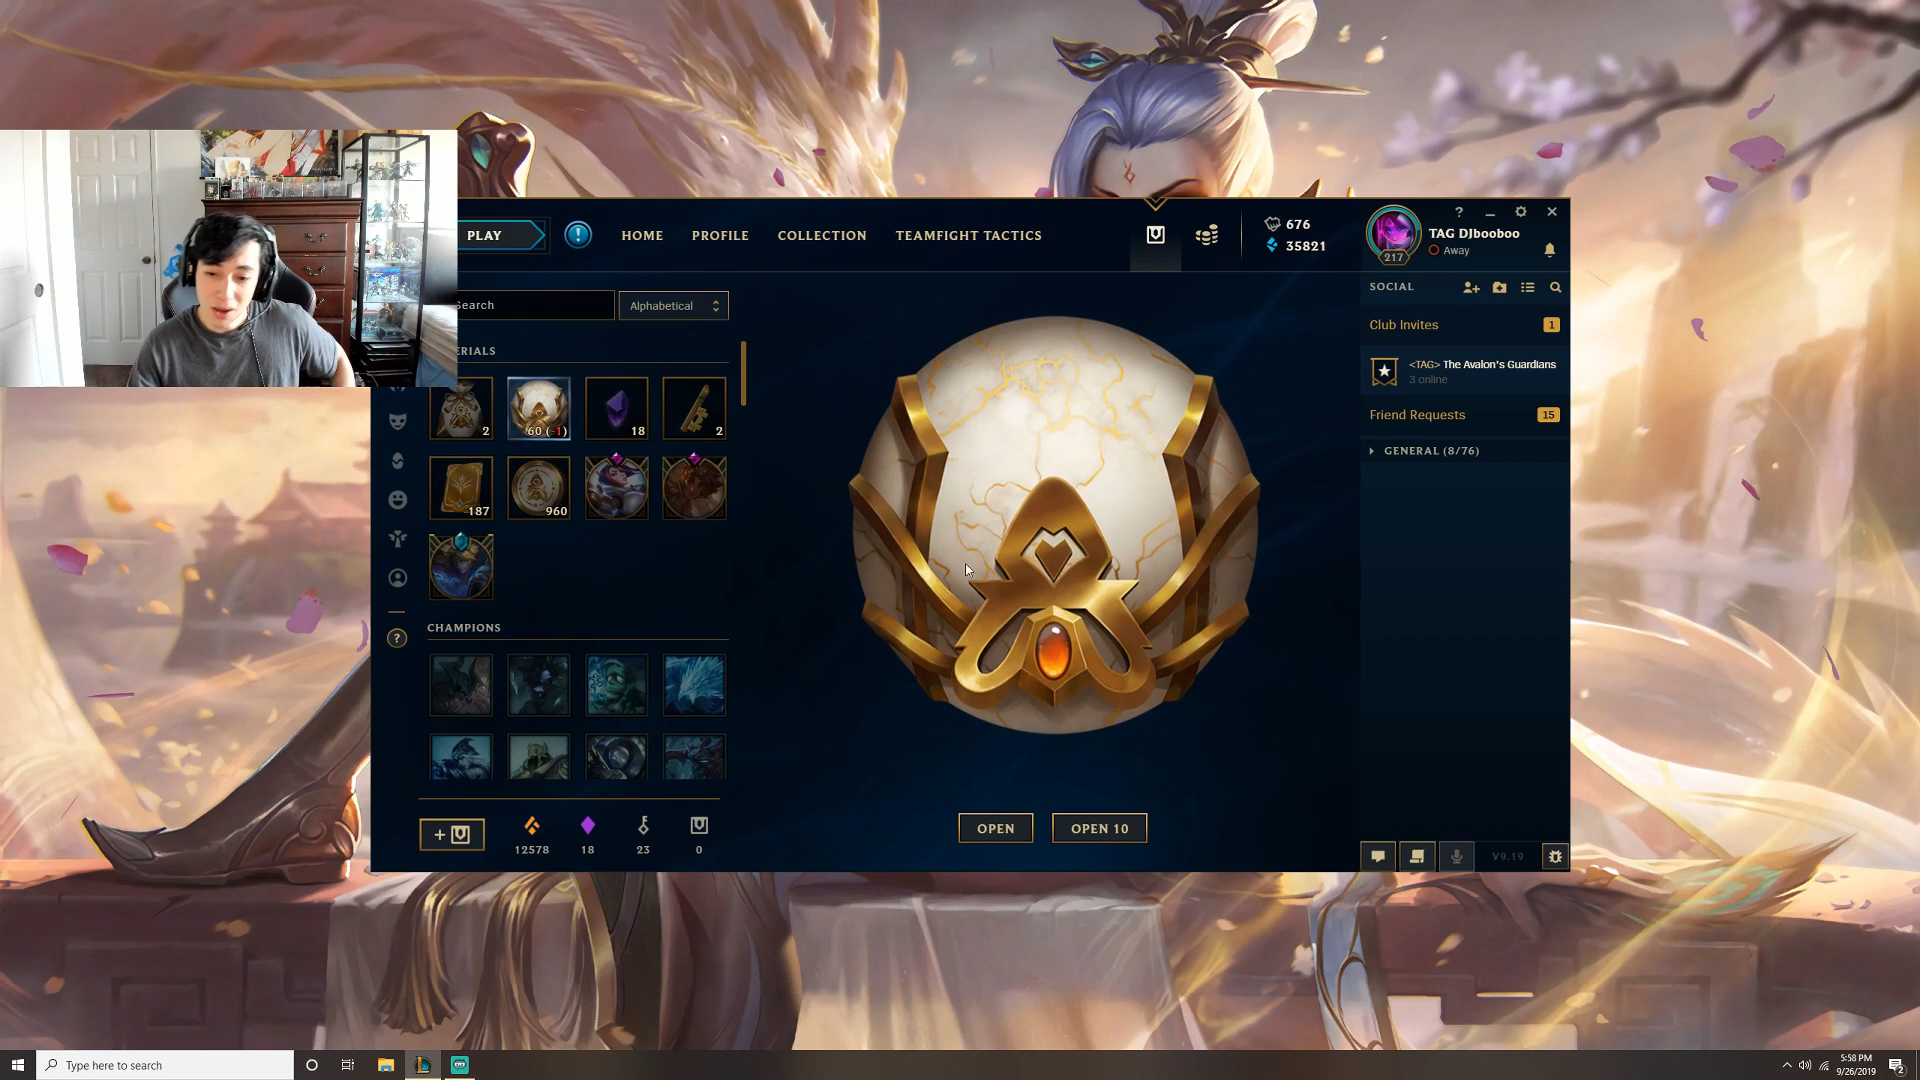 PLAY
HOME
PROFILE
COLLECTION
TEAMFIGHT TACTICS
676
35821
217
TAG DJbooboo
Away
?
Search
Alphabetical
SOCIAL
Club Invites
1
<TAG> The Avalon's Guardians
3 online
Friend Requests
15
GENERAL (8/76)
ERIALS
2
60 (-1)
18
2
187
960
CHAMPIONS
?
+
12578
18
23
0
OPEN
OPEN 10
V9.19
Type here to search
5:58 PM
9/26/2019
2